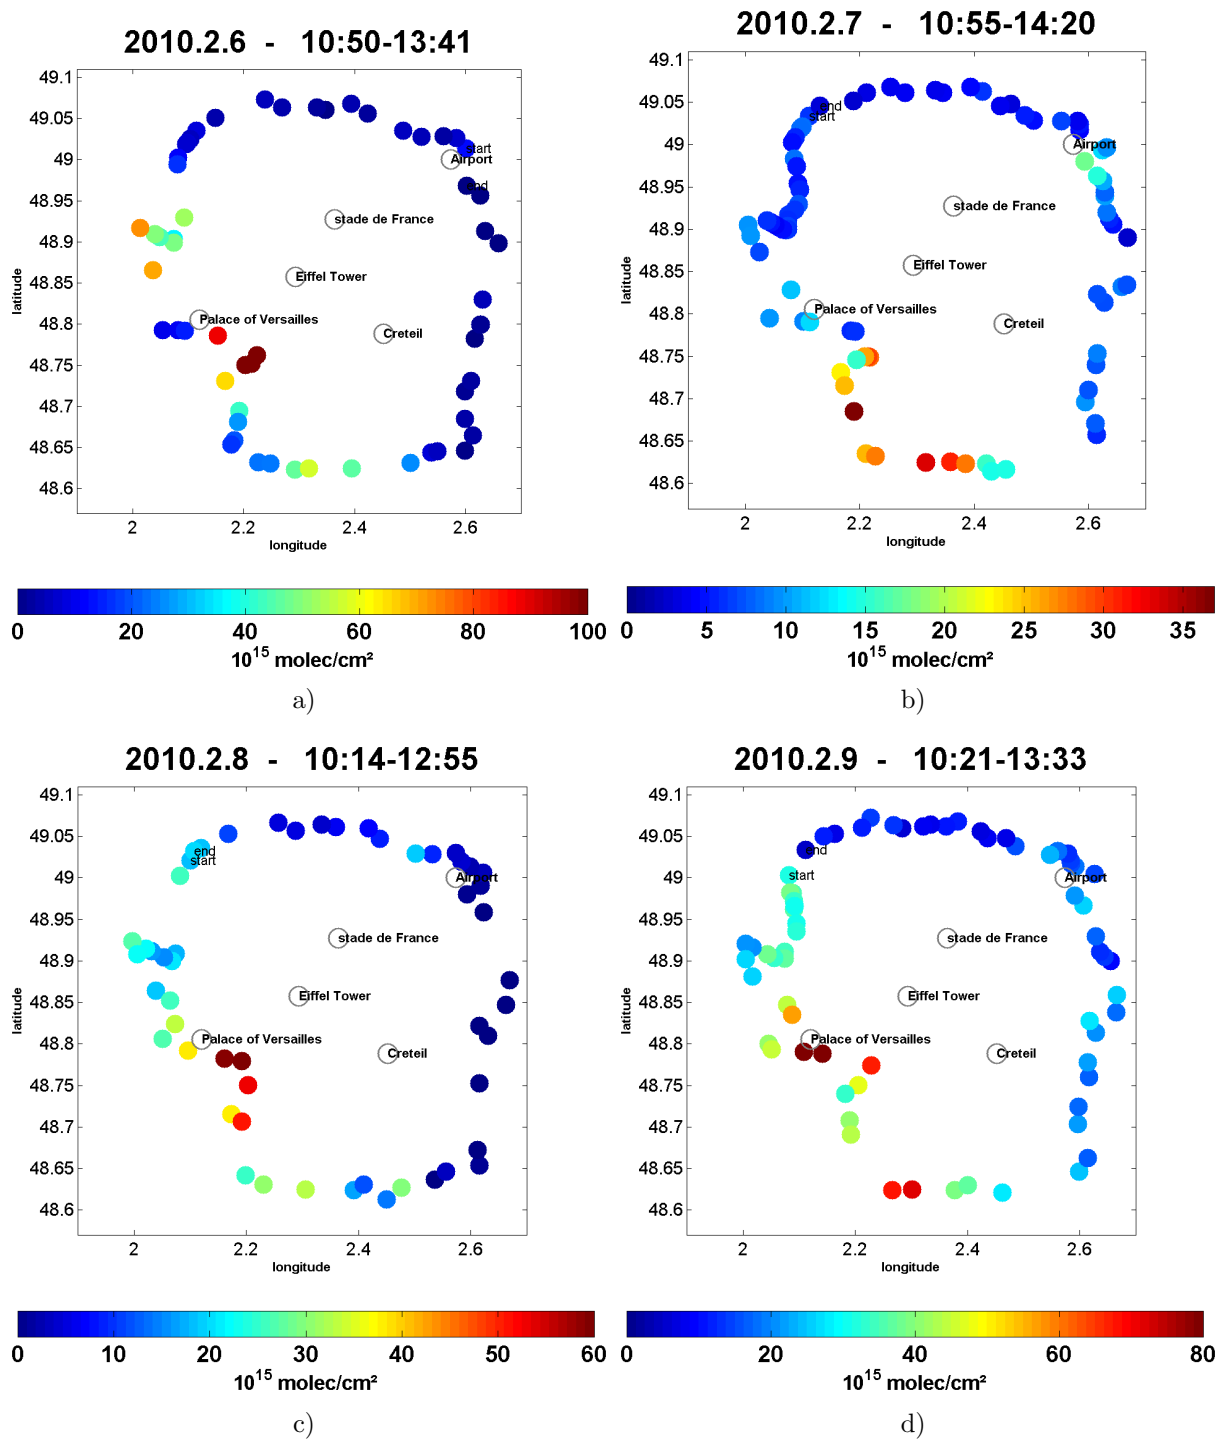 2010.2.6 - 10:50-13:41
49.1
49.05
49
48.95
48.9
48.85
48.8
48.75
48.7
48.65
48.6
latitude
start
Airport
end
stade de France
Eiffel Tower
Palace of Versailles
Creteil
2 2.2 2.4 2.6
longitude
0 20 40 60 80 100
10¹⁵ molec/cm²
a)
2010.2.7 - 10:55-14:20
49.1
49.05
49
48.95
48.9
48.85
48.8
48.75
48.7
48.65
48.6
latitude
end
start
Airport
stade de France
Eiffel Tower
Palace of Versailles
Creteil
2 2.2 2.4 2.6
longitude
0 5 10 15 20 25 30 35
10¹⁵ molec/cm²
b)
2010.2.8 - 10:14-12:55
49.1
49.05
49
48.95
48.9
48.85
48.8
48.75
48.7
48.65
48.6
latitude
end
start
Airport
stade de France
Eiffel Tower
Palace of Versailles
Creteil
2 2.2 2.4 2.6
longitude
0 10 20 30 40 50 60
10¹⁵ molec/cm²
c)
2010.2.9 - 10:21-13:33
49.1
49.05
49
48.95
48.9
48.85
48.8
48.75
48.7
48.65
48.6
latitude
end
start
Airport
stade de France
Eiffel Tower
Palace of Versailles
Creteil
2 2.2 2.4 2.6
longitude
0 20 40 60 80
10¹⁵ molec/cm²
d)